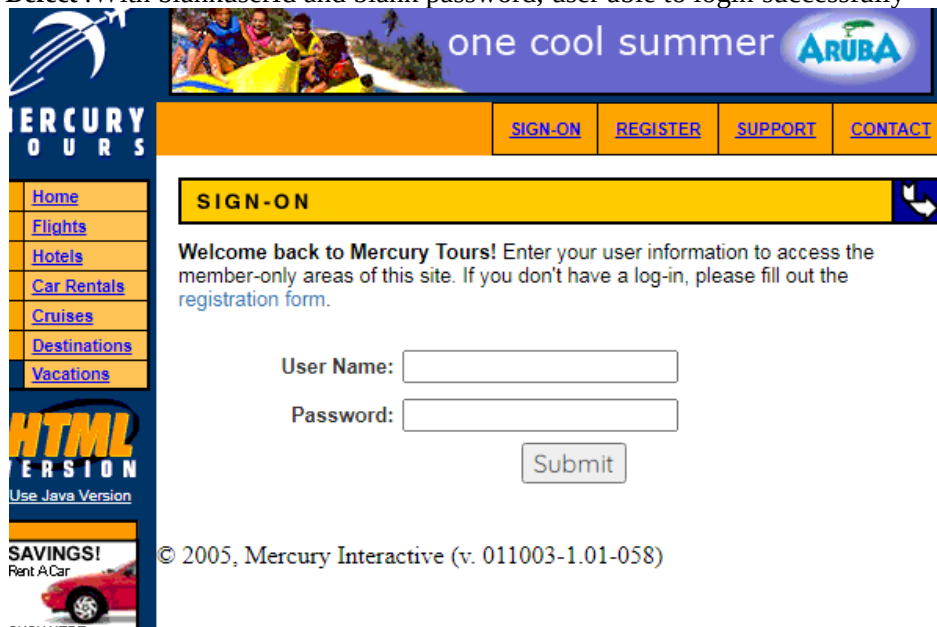 one cool summer ARUBA
MERCURY
TOURS
SIGN-ON REGISTER SUPPORT CONTACT
Home
Flights
Hotels
Car Rentals
Cruises
Destinations
Vacations
HTML
VERSION
Use Java Version
SAVINGS!
Rent A Car
SIGN-ON
Welcome back to Mercury Tours! Enter your user information to access the
member-only areas of this site. If you don't have a log-in, please fill out the
registration form.
User Name:
Password:
Submit
© 2005, Mercury Interactive (v. 011003-1.01-058)